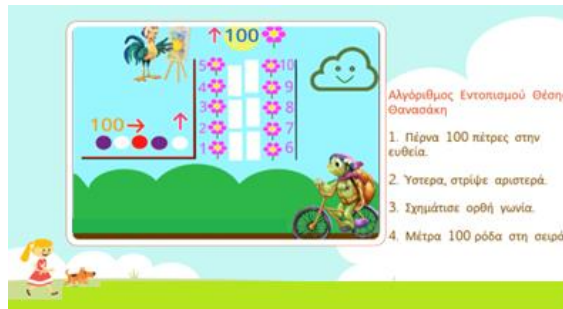 ↑100
5 10
4 9
3 8
2 7
1 6
100→ ↑
Αλγόριθμος Εντοπισμού Θέσης
Θανασάκη
1. Πέρνα 100 πέτρες στην
ευθεία.
2. Ύστερα, στρίψε αριστερά.
3. Σχημάτισε ορθή γωνία.
4. Μέτρα 100 ρόδα στη σειρά